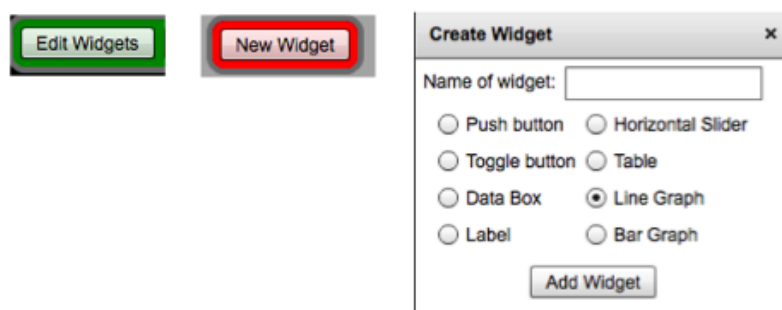 Edit Widgets
New Widget
Create Widget ×
Name of widget:
Push button Horizontal Slider
Toggle button Table
Data Box Line Graph
Label Bar Graph
Add Widget